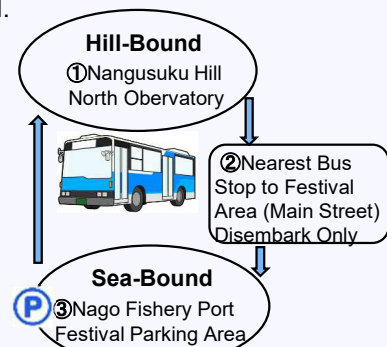 Hill-Bound
①Nangusuku Hill
North Obervatory
②Nearest Bus
Stop to Festival
Area (Main Street)
Disembark Only
Sea-Bound
P
③Nago Fishery Port
Festival Parking Area